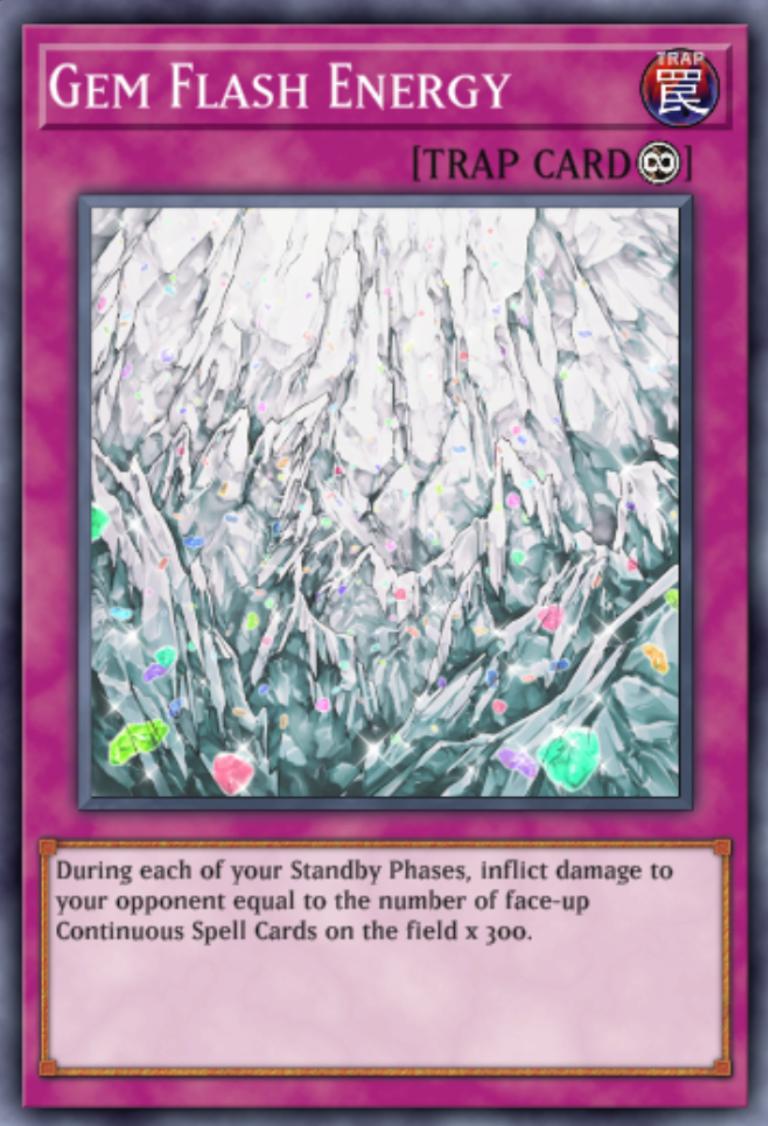 Gem Flash Energy
TRAP
罠
[TRAP CARD]
During each of your Standby Phases, inflict damage to
your opponent equal to the number of face-up
Continuous Spell Cards on the field x 300.